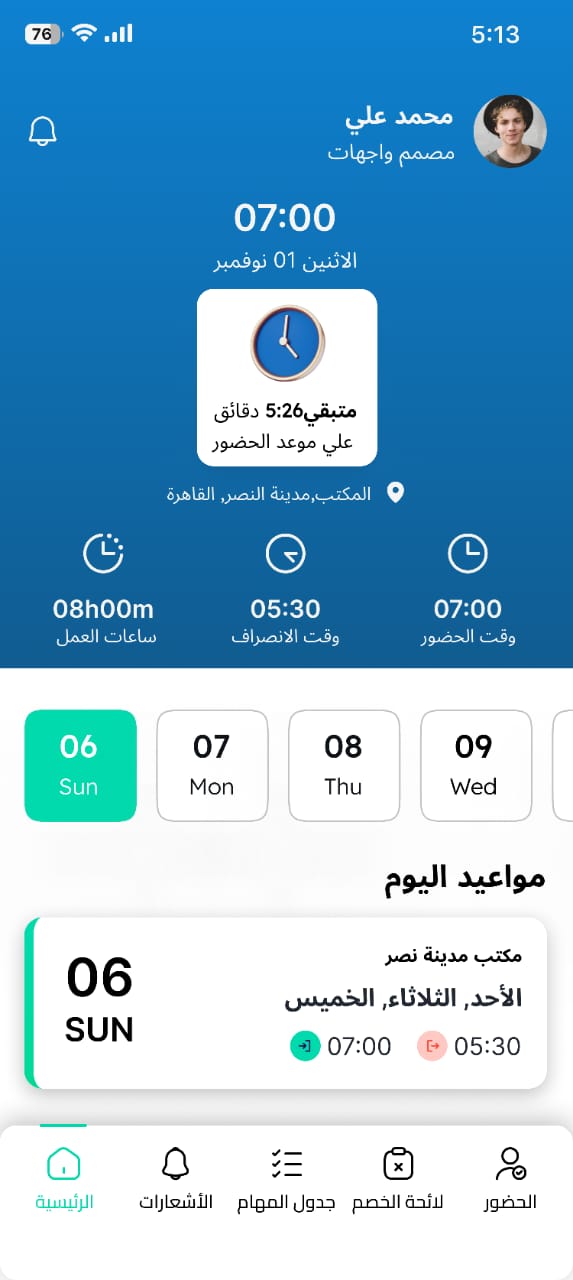 5:13
76
محمد علي
مصمم واجهات
07:00
الاثنين 01 نوفمبر
متبقي5:26 دقائق
علي موعد الحضور
المكتب,مدينة النصر, القاهرة
07:00
وقت الحضور
05:30
وقت الانصراف
08h00m
ساعات العمل
06
Sun
07
Mon
08
Thu
09
Wed
مواعيد اليوم
مكتب مدينة نصر
الأحد, الثلاثاء, الخميس
05:30
07:00
06
SUN
الحضور
لائحة الخصم
جدول المهام
الأشعارات
الرئيسية